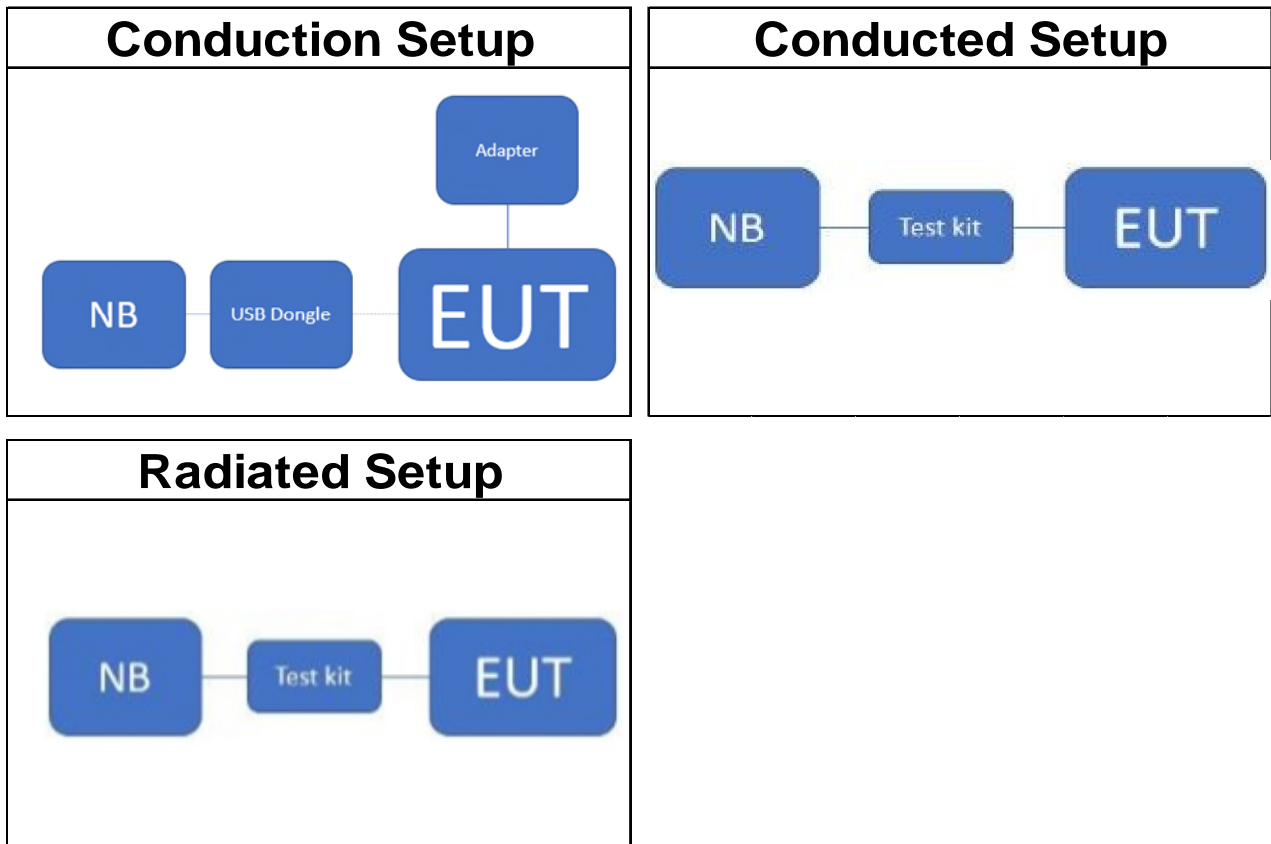 Conduction Setup
Adapter
NB
USB Dongle
EUT
Conducted Setup
NB
Test kit
EUT
Radiated Setup
NB
Test kit
EUT